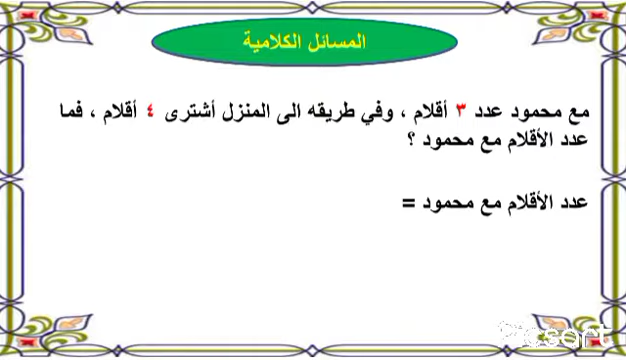 المسائل الكلامية
مع محمود عدد ٣ أقلام ، وفي طريقه الى المنزل أشترى ٤ أقلام ، فما
عدد الأقلام مع محمود ؟
عدد الأقلام مع محمود =